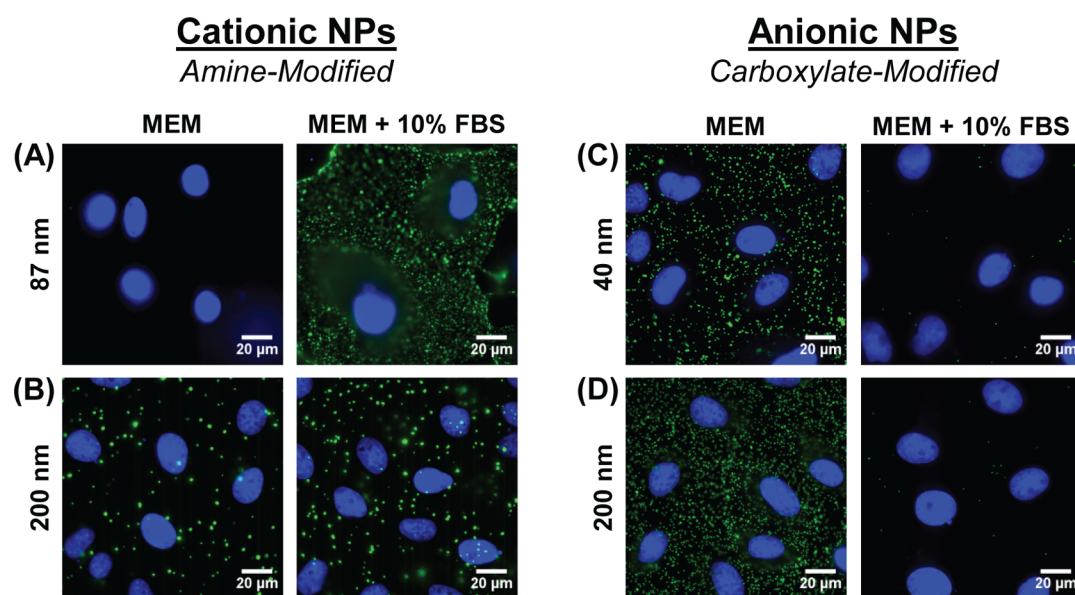 Cationic NPs
Amine-Modified
Anionic NPs
Carboxylate-Modified
MEM
MEM + 10% FBS
MEM
MEM + 10% FBS
(A)
87 nm
20 µm
20 µm
(C)
40 nm
20 µm
20 µm
(B)
200 nm
20 µm
20 µm
(D)
200 nm
20 µm
20 µm